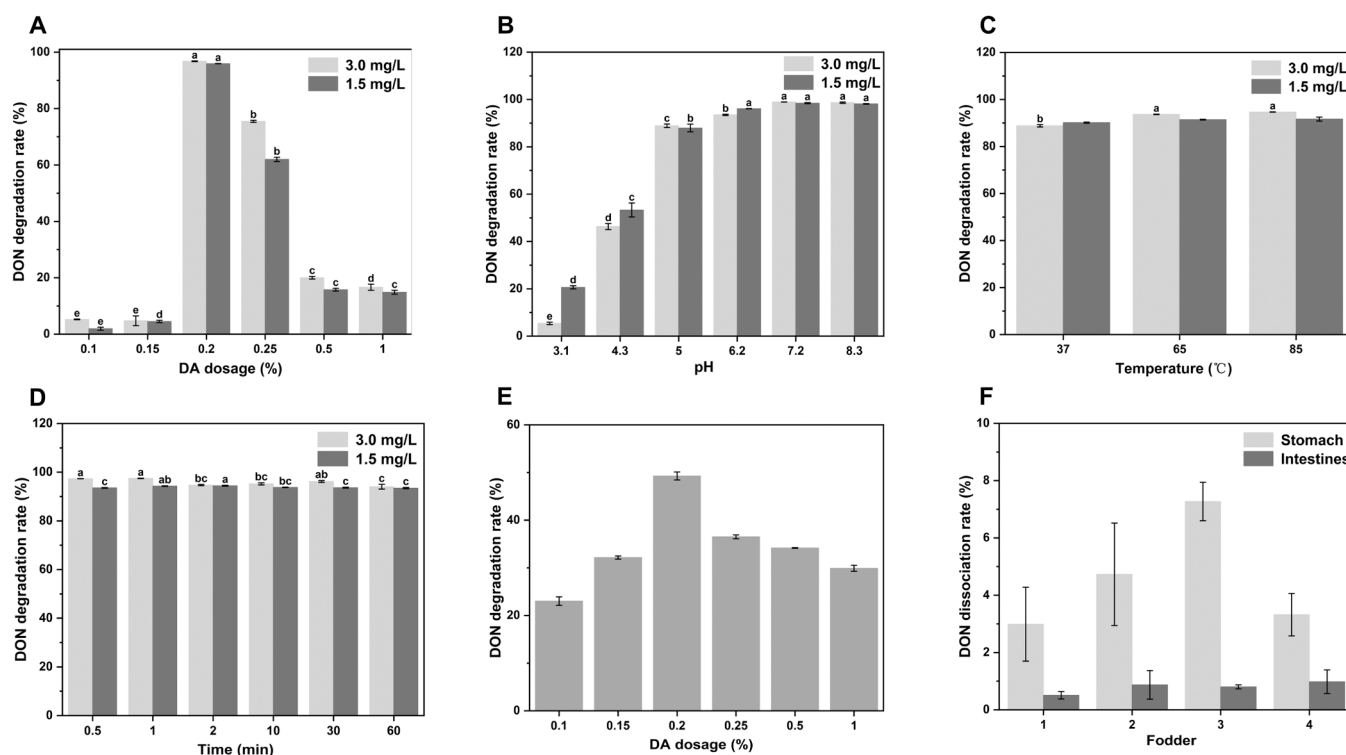 A
DON degradation rate (%)
100
80
60
40
20
0
3.0 mg/L
1.5 mg/L
e e e d a a b b c c d c
0.1 0.15 0.2 0.25 0.5 1
DA dosage (%)
B
DON degradation rate (%)
120
100
80
60
40
20
0
3.0 mg/L
1.5 mg/L
e d d c c b b a a a a a
3.1 4.3 5 6.2 7.2 8.3
pH
C
DON degradation rate (%)
120
100
80
60
40
20
0
3.0 mg/L
1.5 mg/L
b a a
37 65 85
Temperature (℃)
D
DON degradation rate (%)
120
100
80
60
40
20
0
3.0 mg/L
1.5 mg/L
a c a ab bc a bc bc ab c c c
0.5 1 2 10 30 60
Time (min)
E
DON degradation rate (%)
60
40
20
0
0.1 0.15 0.2 0.25 0.5 1
DA dosage (%)
F
DON dissociation rate (%)
10
8
6
4
2
0
Stomach
Intestines
1 2 3 4
Fodder